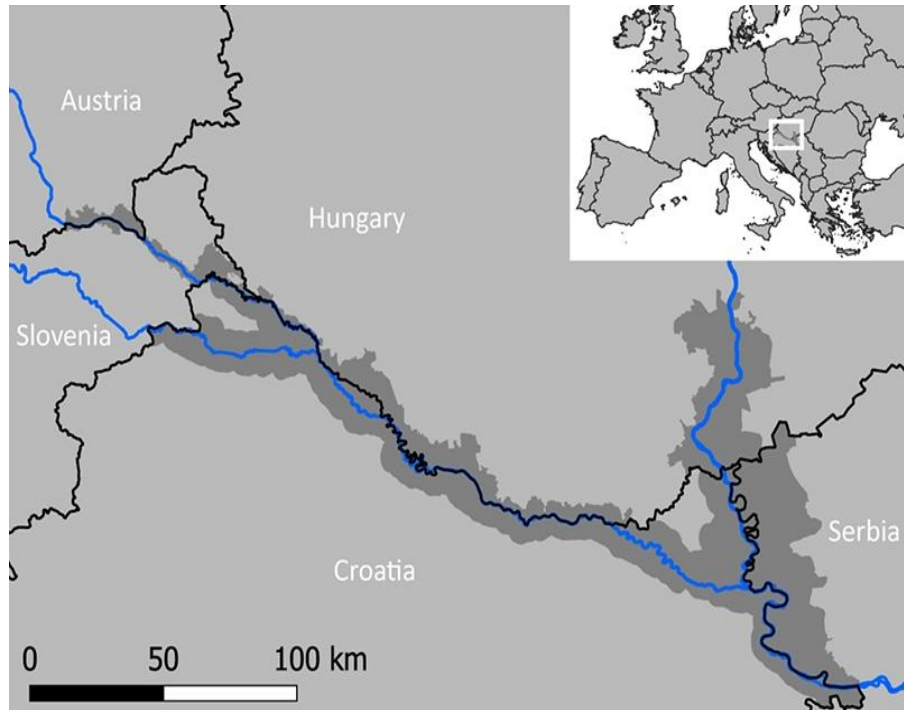 Austria
Hungary
Slovenia
Serbia
Croatia
0 50 100 km